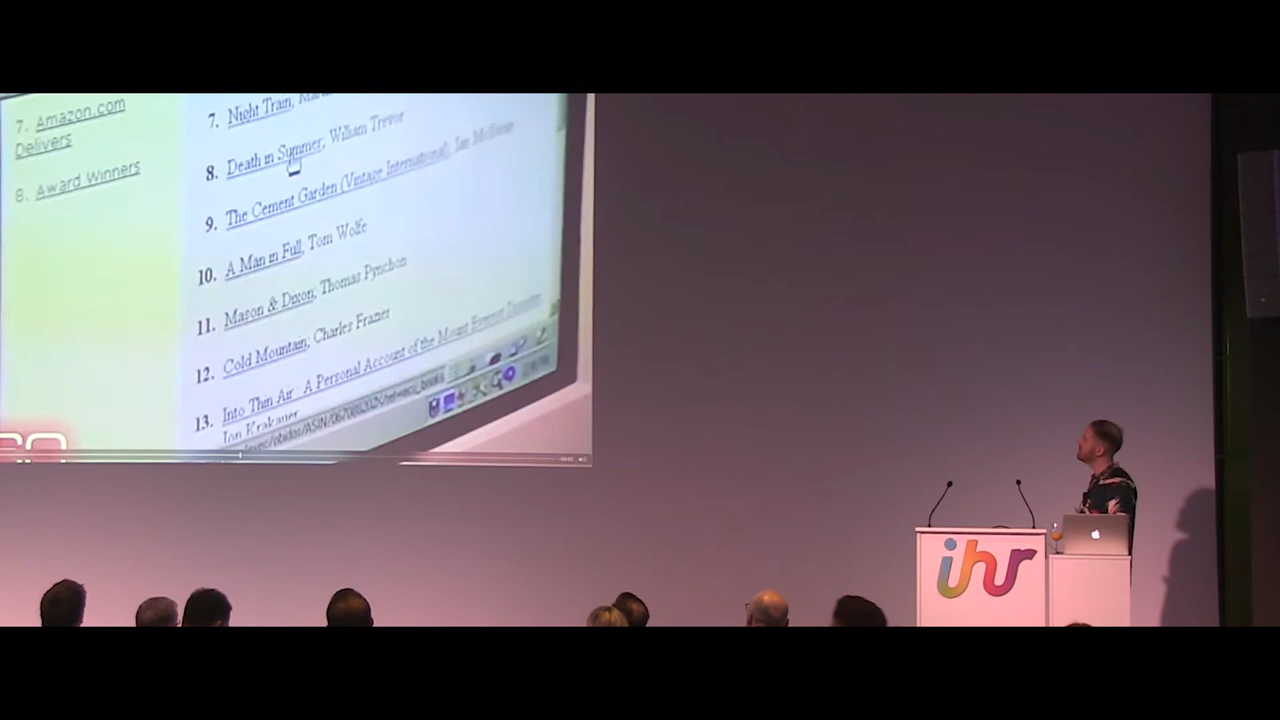 7. Amazon.com
Delivers
8. Award Winners
7. Night Train,
8. Death in Summer, William Trevor
9. The Cement Garden (Vintage International), Ian McEwan
10. A Man in Full, Tom Wolfe
11. Mason & Dixon, Thomas Pynchon
12. Cold Mountain, Charles Frazier
13. Into Thin Air : A Personal Account of the Mount Everest Disaster,
Jon Krakauer
ihr